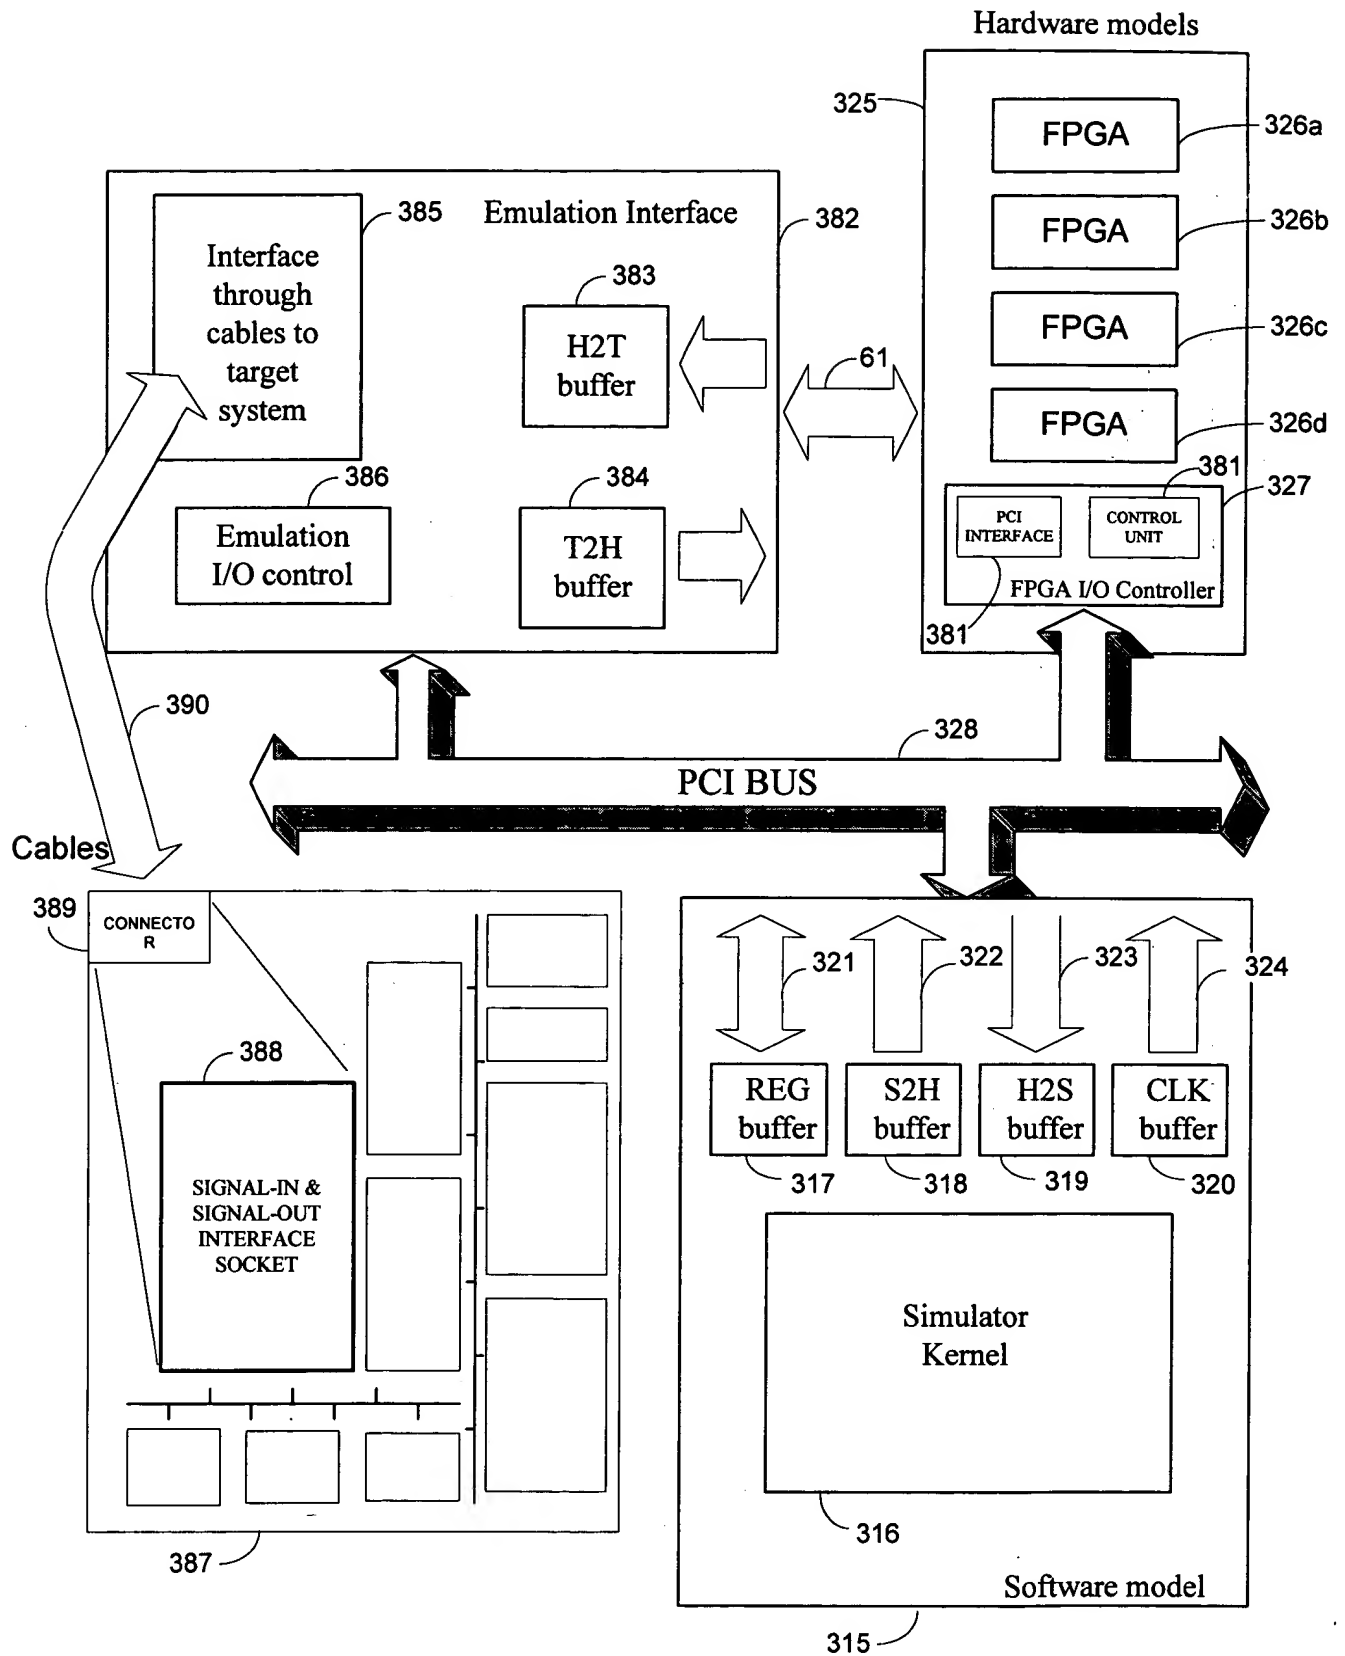 Hardware models
325
FPGA
326a
FPGA
326b
FPGA
326c
FPGA
326d
381
327
PCI
INTERFACE
CONTROL
UNIT
FPGA I/O Controller
381
385
Emulation Interface
382
Interface
through
cables to
target
system
383
H2T
buffer
61
386
Emulation
I/O control
384
T2H
buffer
390
328
PCI BUS
Cables
389
CONNECTO
R
388
SIGNAL-IN &
SIGNAL-OUT
INTERFACE
SOCKET
387
321
322
323
324
REG
buffer
S2H
buffer
H2S
buffer
CLK
buffer
317
318
319
320
Simulator
Kernel
316
Software model
315